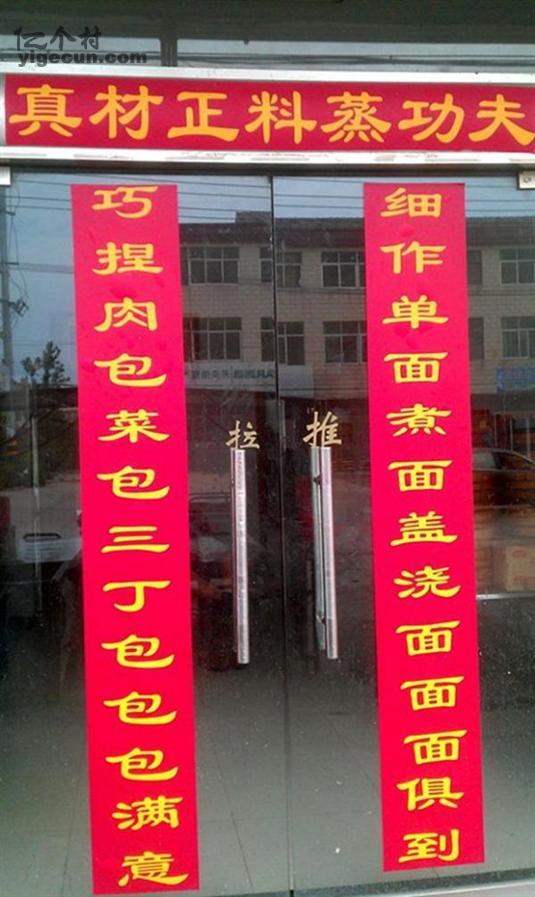 亿个村
yigecun.com
真材正料蒸功夫
巧捏肉包菜包三丁包包包满意
细作单面煮面盖浇面面面俱到
拉
推